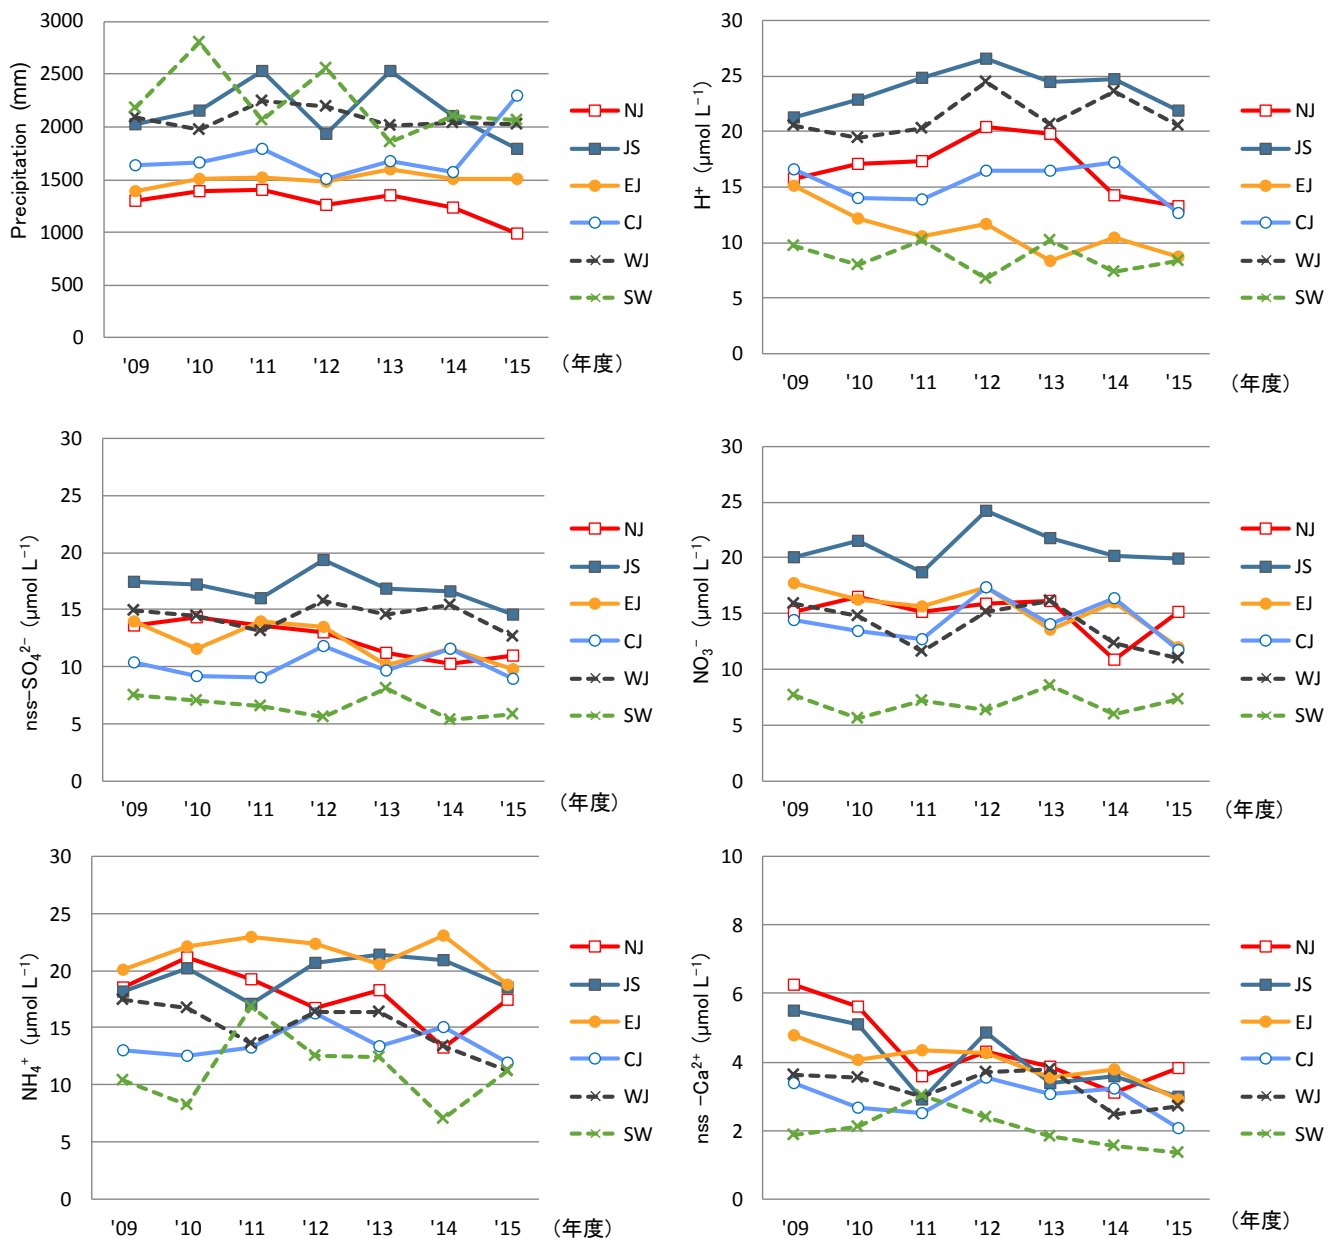 Precipitation (mm)
3000
2500
2000
1500
1000
500
0
'09 '10 '11 '12 '13 '14 '15 （年度）
NJ
JS
EJ
CJ
WJ
SW
H⁺ （μmol L⁻¹）
30
25
20
15
10
5
0
'09 '10 '11 '12 '13 '14 '15 （年度）
NJ
JS
EJ
CJ
WJ
SW
nss−SO₄²⁻ （μmol L⁻¹）
30
25
20
15
10
5
0
'09 '10 '11 '12 '13 '14 '15 （年度）
NJ
JS
EJ
CJ
WJ
SW
NO₃⁻ （μmol L⁻¹）
30
25
20
15
10
5
0
'09 '10 '11 '12 '13 '14 '15 （年度）
NJ
JS
EJ
CJ
WJ
SW
NH₄⁺ （μmol L⁻¹）
30
25
20
15
10
5
0
'09 '10 '11 '12 '13 '14 '15 （年度）
NJ
JS
EJ
CJ
WJ
SW
nss −Ca²⁺ （μmol L⁻¹）
10
8
6
4
2
0
'09 '10 '11 '12 '13 '14 '15 （年度）
NJ
JS
EJ
CJ
WJ
SW